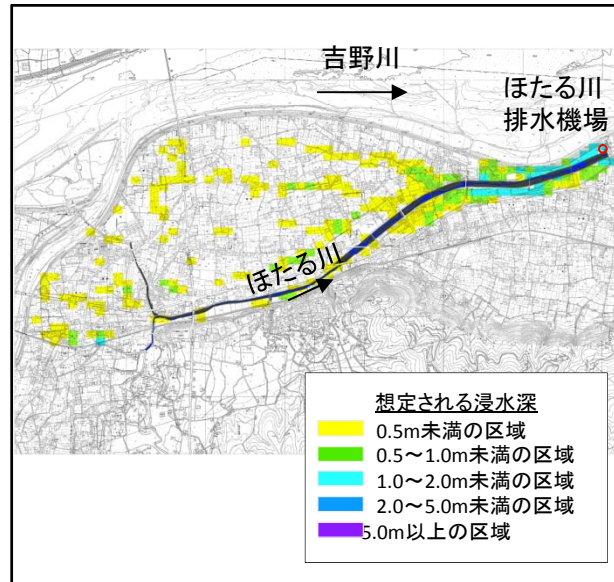 吉野川
ほたる川
排水機場
ほたる川
想定される浸水深
0.5m未満の区域
0.5～1.0m未満の区域
1.0～2.0m未満の区域
2.0～5.0m未満の区域
5.0m以上の区域